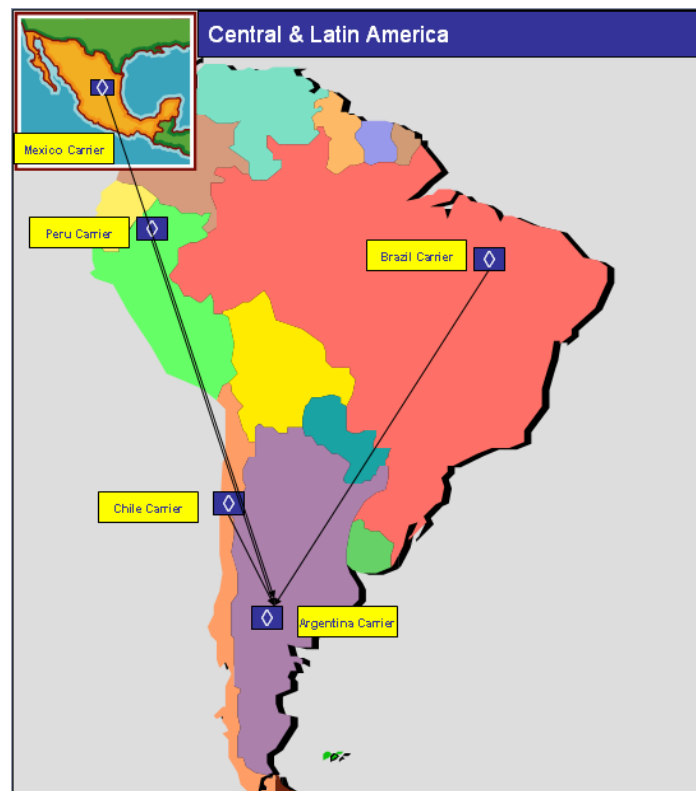 Central & Latin America
Mexico Carrier
Peru Carrier
Brazil Carrier
Chile Carrier
Argentina Carrier